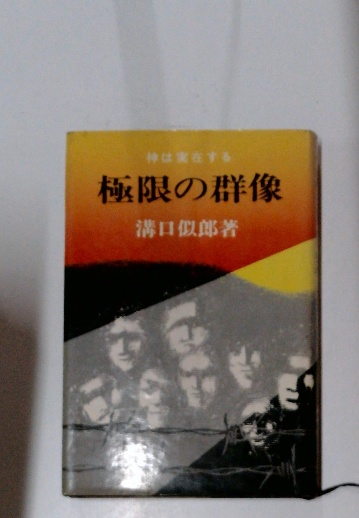 神は実在する
極限の群像
溝口似郎著